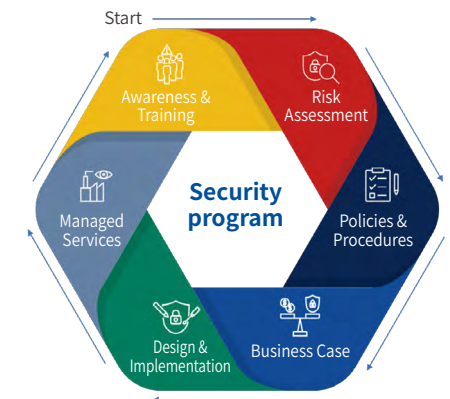 Start
Awareness &
Training
Risk
Assessment
Security
program
Managed
Services
Policies &
Procedures
Design &
Implementation
Business Case